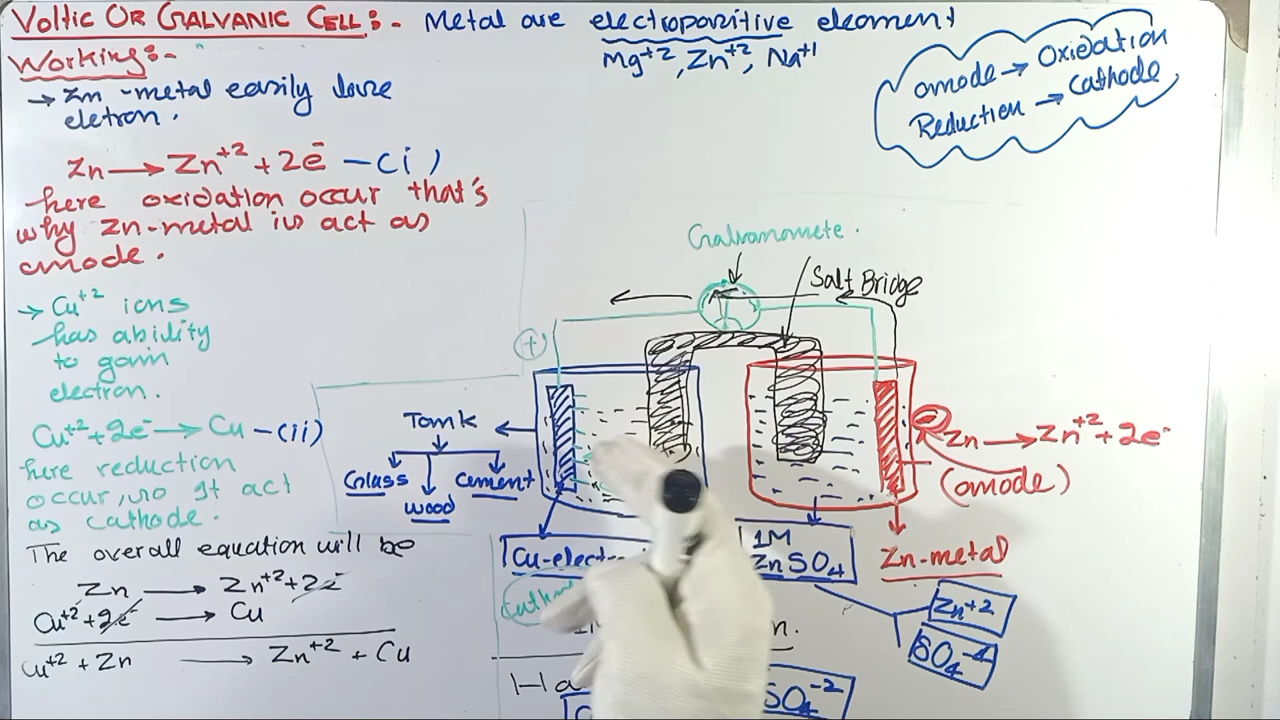 VOLTIC OR GALVANIC CELL:- Metal are electropositive eleoment
Mg+2, Zn+2, Na+1
Working:-
→ Zn -metal easily loose
eletron.
Zn → Zn+2 + 2e- -(i)
here oxidation occur that's
why Zn-metal is act as
anode.
→ Cu+2 ions
has ability
to gain
electron.
Cu+2 + 2e- → Cu -(ii)
here reduction
occur, so It act
as cathode.
The overall equation will be
Zn → Zn+2 + 2e-
Cu+2 + 2e- → Cu
Cu+2 + Zn → Zn+2 + Cu
anode → Oxidation
Reduction → Cathode
Galvanomete.
Salt Bridge
+
Tank
Glass
wood
Cement
Zn → Zn+2 + 2e-
(anode)
Cu-electr
1M
ZnSO4
Zn-metal
Zn+2
SO4
n.
Ha
SO4-2